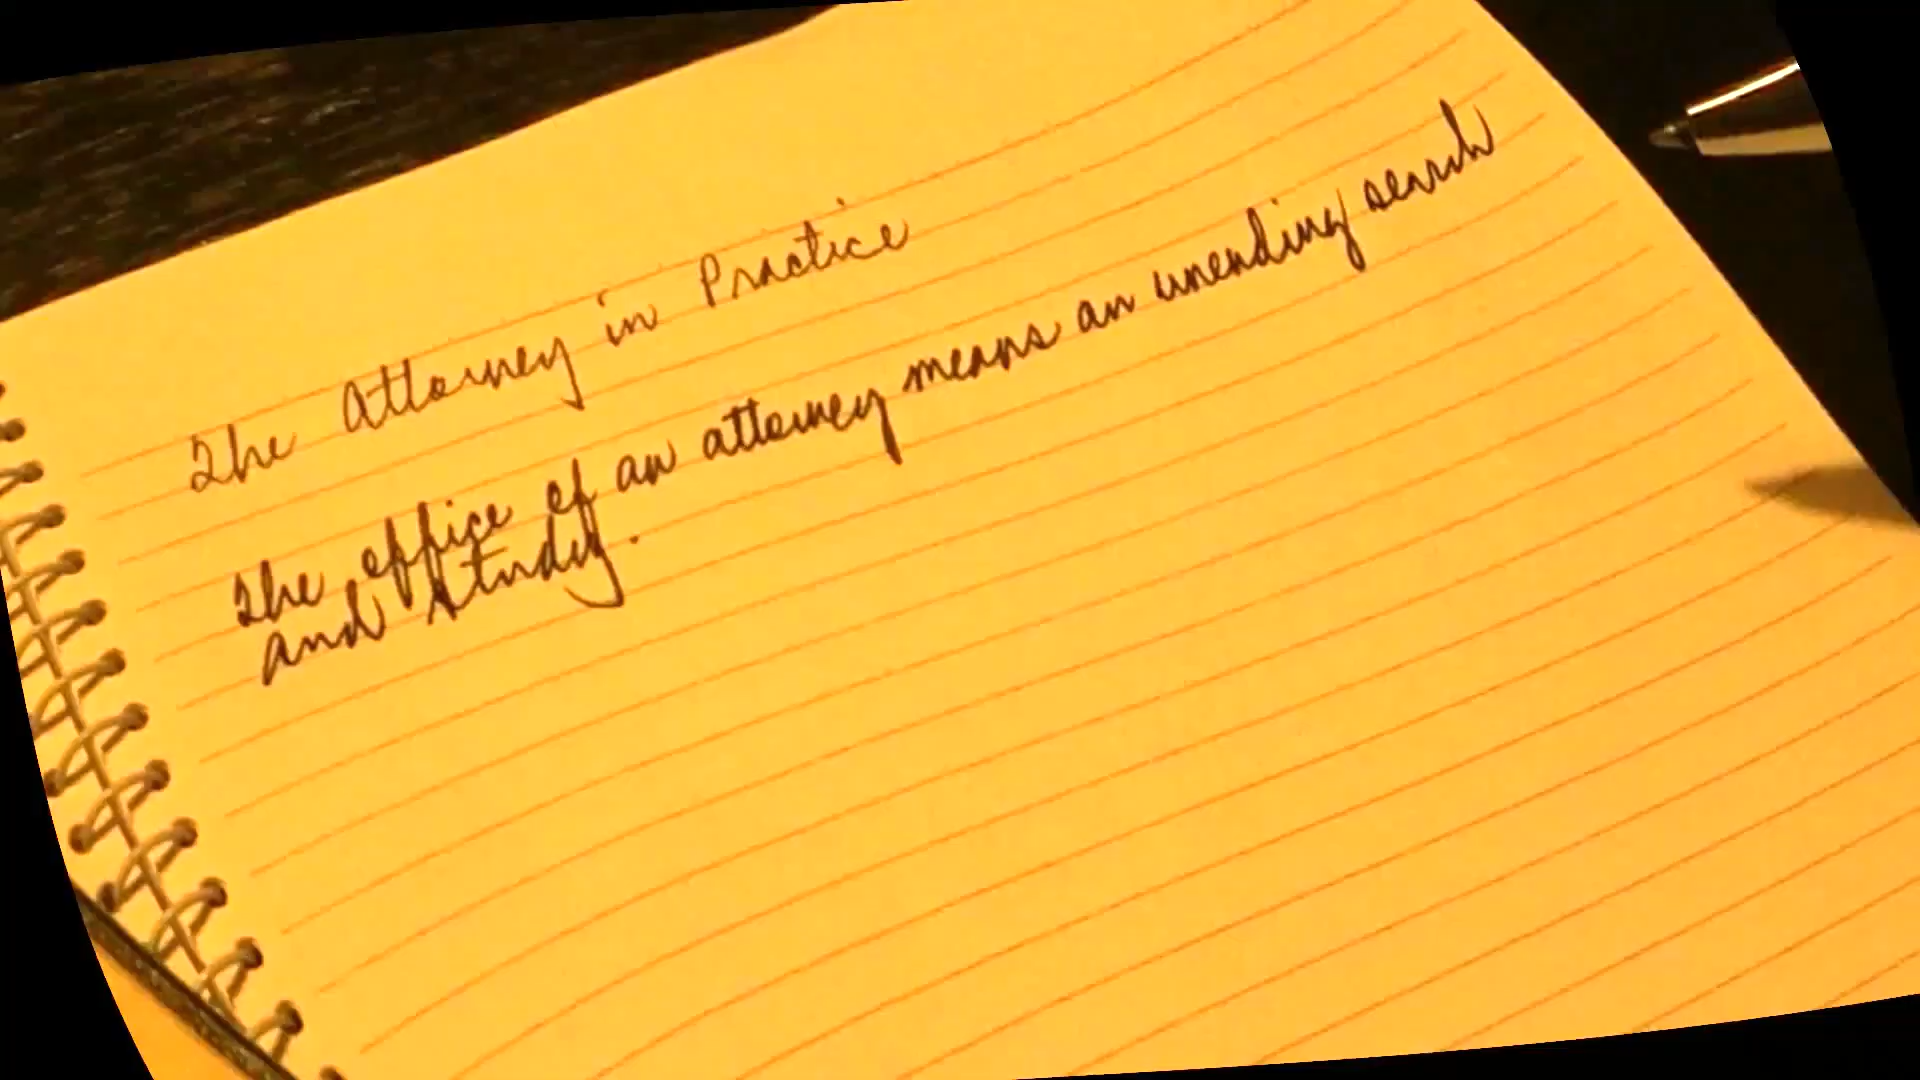 The Attorney in Practice
The office of an attorney means an unending search
and study.